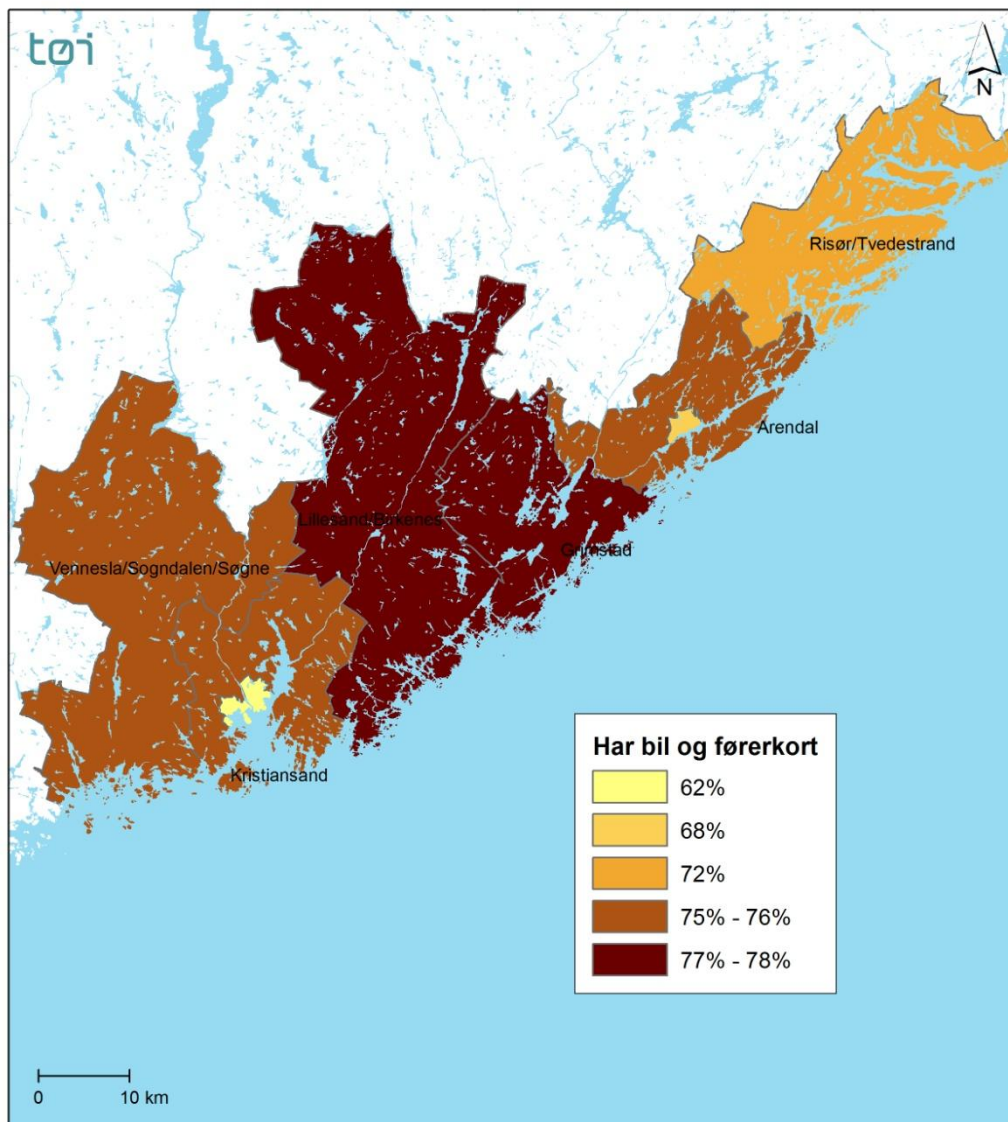 tøi
N
Risør/Tvedestrand
Arendal
Lillesand/Birkenes
Grimstad
Vennesla/Sogndalen/Søgne
Kristiansand
Har bil og førerkort
62%
68%
72%
75% - 76%
77% - 78%
0 10 km